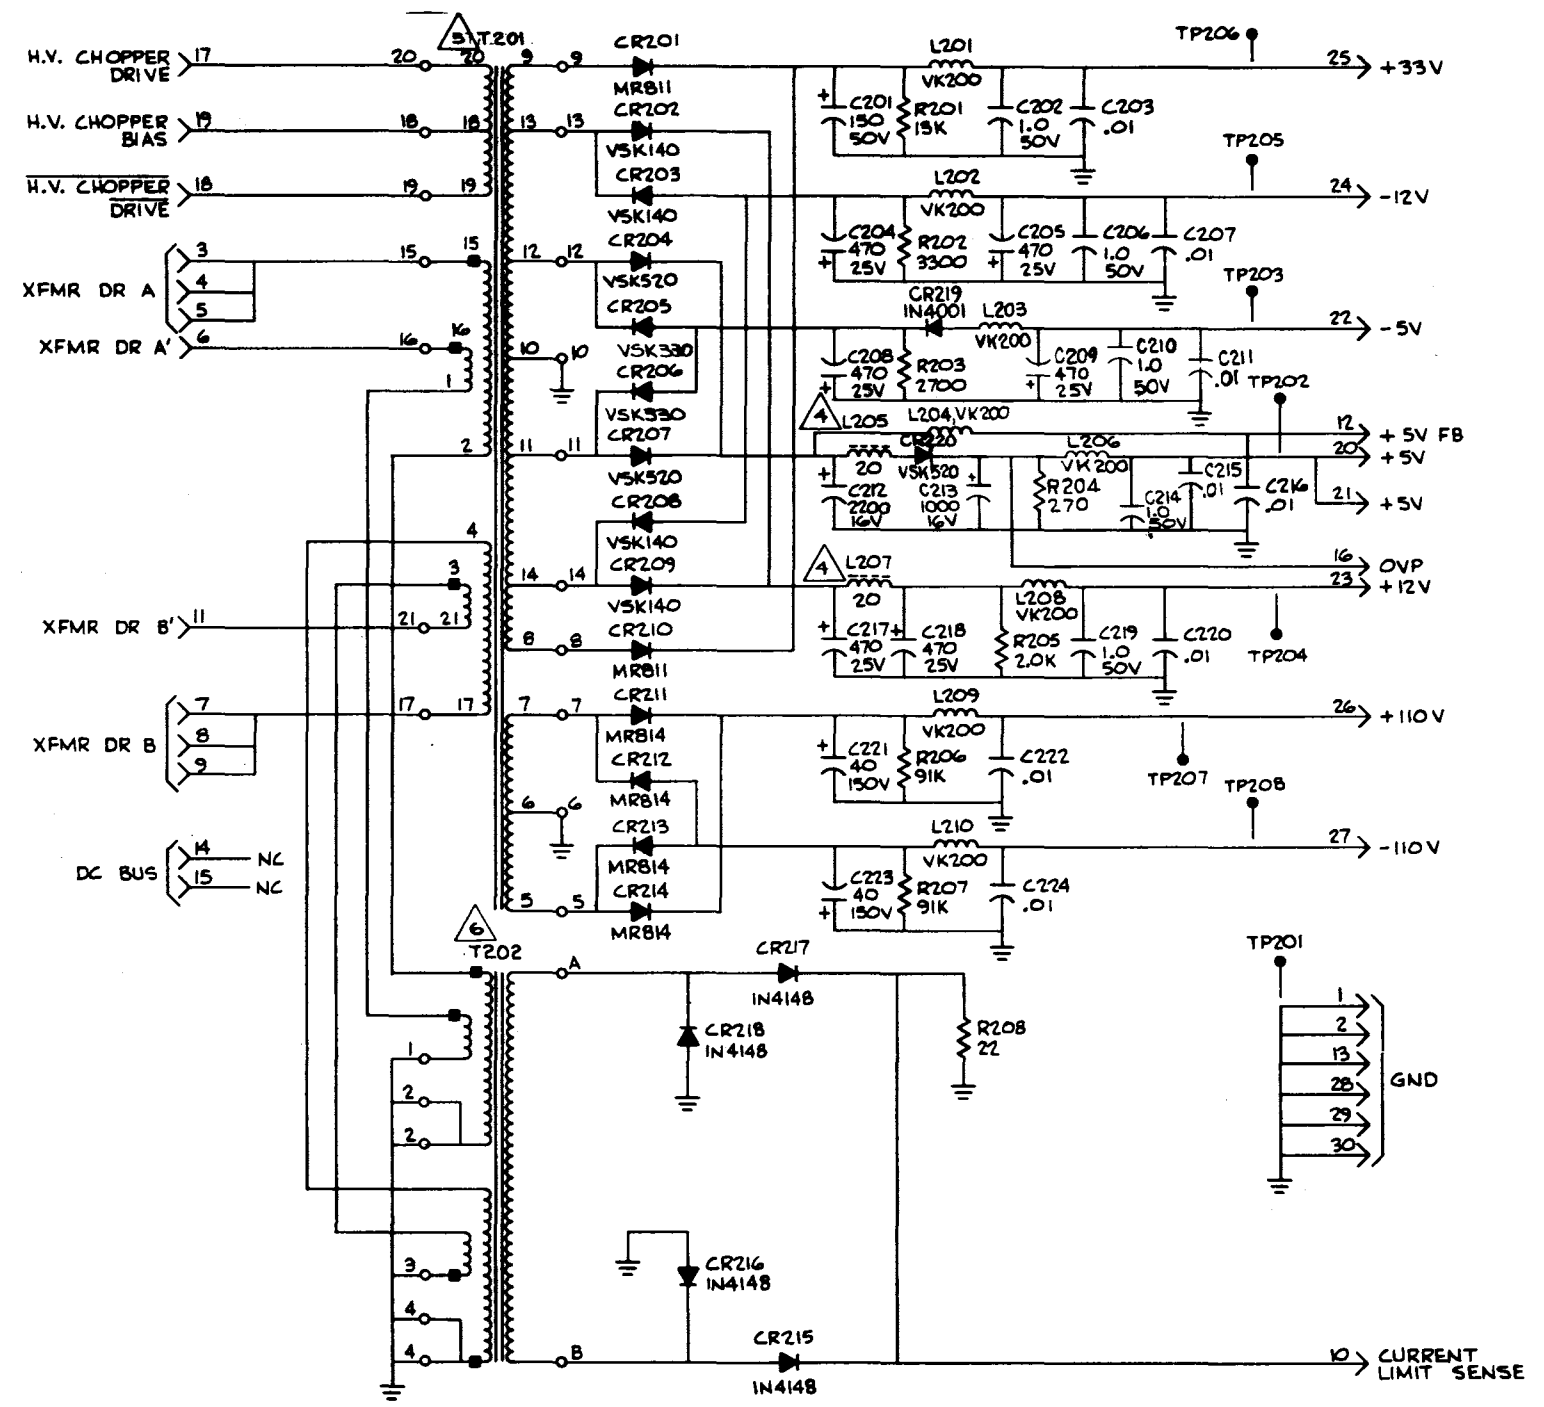 H.V. CHOPPER DRIVE 17 20 20
5 T201
H.V. CHOPPER BIAS 19 18 18
H.V. CHOPPER DRIVE 18 19 19
XFMR DR A 3 4 5 15 15
XFMR DR A' 6 16 16
1
2
4
3
XFMR DR B' 11 21 21
XFMR DR B 7 8 9 17 17
DC BUS 14 NC
15 NC
9 9 CR201 MR811
13 13 CR202 VSK140
CR203 VSK140
12 12 CR204 VSK520
CR205 VSK330
10 10
CR206 VSK330
11 11 CR207 VSK520
CR208 VSK140
14 14 CR209 VSK140
8 8 CR210 MR811
7 7 CR211 MR814
CR212 MR814
6 6
CR213 MR814
5 5 CR214 MR814
L201 VK200
TP206
25 +33V
C201 150 50V
R201 15K
C202 1.0 50V
C203 .01
TP205
L202 VK200
24 -12V
C204 470 25V
R202 3300
C205 470 25V
C206 1.0 50V
C207 .01
TP203
CR219 IN4001
L203 VK200
22 -5V
C208 470 25V
R203 2700
C209 470 25V
C210 1.0 50V
C211 .01
TP202
4 L205 20
L204, VK200
12 + 5V FB
CR220 VSK520
L206 VK200
20 +5V
21 +5V
C212 2200 16V
C213 1000 16V
R204 270
C214 1.0 50V
C215 .01
C216 .01
16 OVP
4 L207 20
L208 VK200
23 +12V
C217 470 25V
C218 470 25V
R205 2.0K
C219 1.0 50V
C220 .01
TP204
L209 VK200
26 +110V
C221 40 150V
R206 91K
C222 .01
TP207
TP208
L210 VK200
27 -110V
C223 40 150V
R207 91K
C224 .01
6
T202
A
CR217 IN4148
CR218 IN4148
R208 22
1
2
2
3
4
4
CR216 IN4148
B
CR215 IN4148
10 CURRENT LIMIT SENSE
TP201
1
2
13
28
29
30
GND